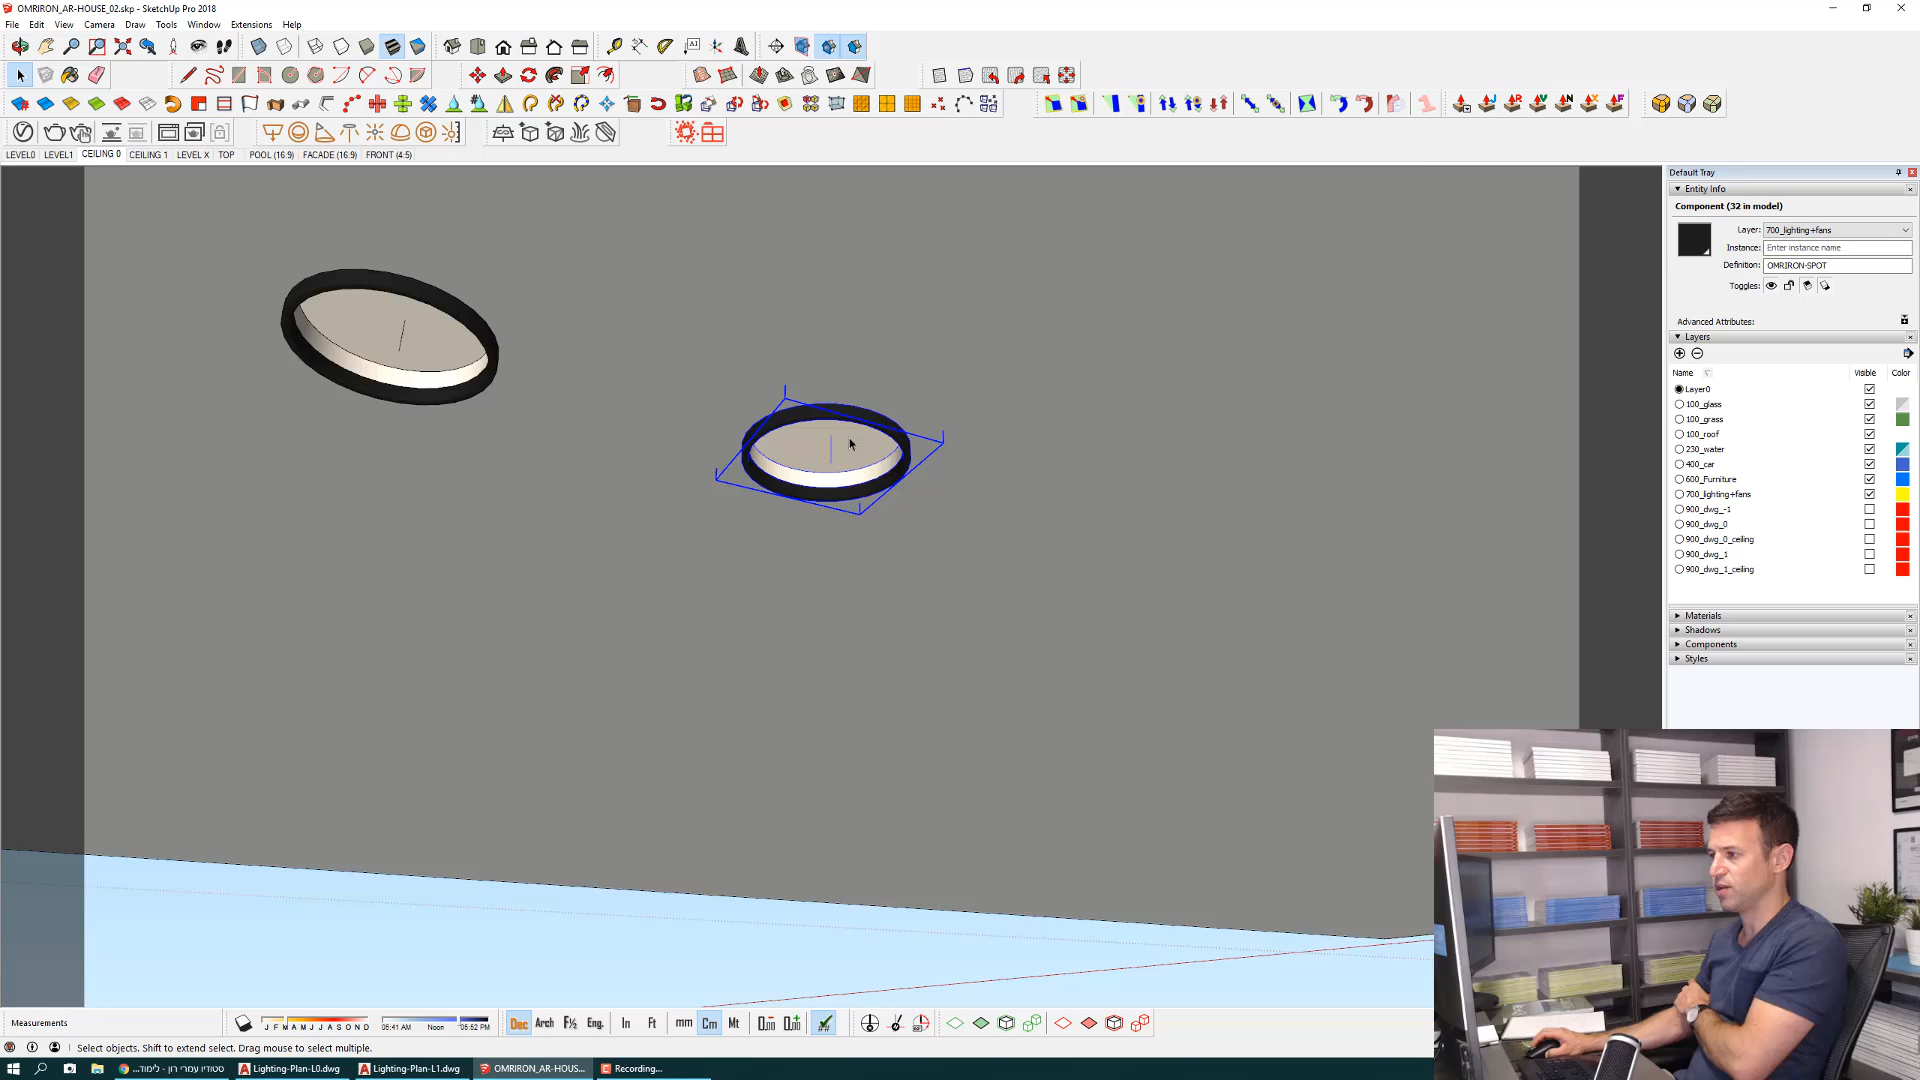 OMRIRON_AR-HOUSE_02.skp - SketchUp Pro 2018
File Edit View Camera Draw Tools Window Extensions Help
LEVEL0 LEVEL1 CEILING 0 CEILING 1 LEVEL X TOP POOL (16:9) FACADE (16:9) FRONT (4:5)
Default Tray
Entity Info
Component (32 in model)
Layer: 700_lighting+fans
Instance: Enter instance name
Definition: OMRIRON-SPOT
Toggles:
Advanced Attributes:
Layers
Name Visible Color
Layer0
100_glass
100_grass
100_roof
230_water
400_car
600_Furniture
700_lighting+fans
900_dwg_-1
900_dwg_0
900_dwg_0_ceiling
900_dwg_1
900_dwg_1_ceiling
Materials
Shadows
Components
Styles
Measurements
J F M A M J J A S O N D
05:41 AM Noon 05:52 PM
Dec Arch F½ Eng. In Ft mm Cm Mt
Select objects. Shift to extend select. Drag mouse to select multiple.
סטודיו עמרי רון - לימוד... Lighting-Plan-L0.dwg Lighting-Plan-L1.dwg OMRIRON_AR-HOUS... Recording...